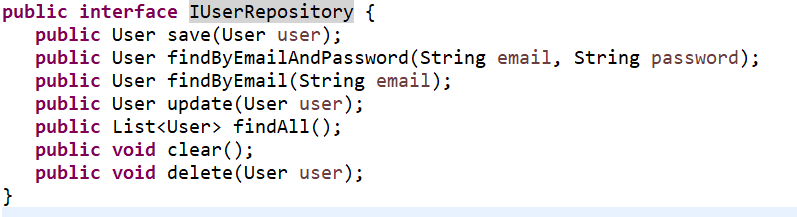 public interface IUserRepository {
public User save(User user);
public User findByEmailAndPassword(String email, String password);
public User findByEmail(String email);
public User update(User user);
public List<User> findAll();
public void clear();
public void delete(User user);
}